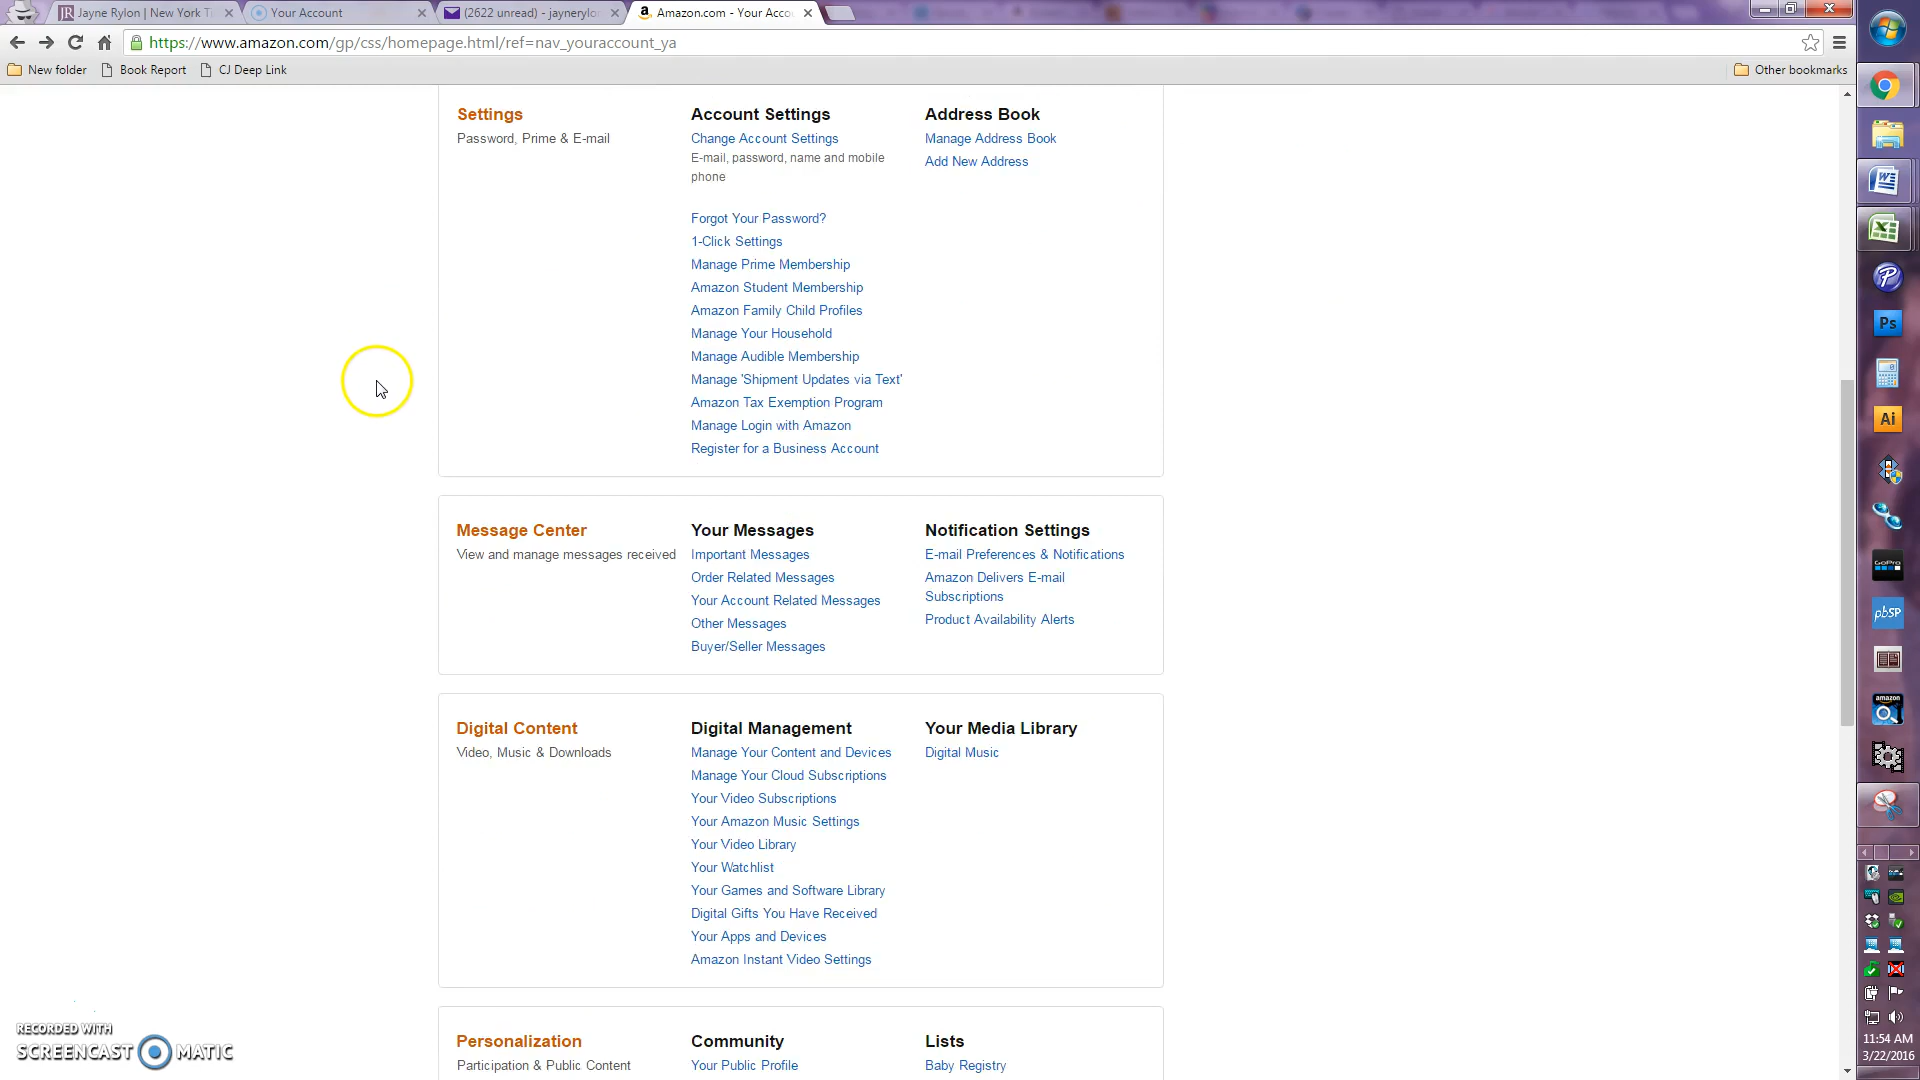 Jayne Rylon | New York Ti
Your Account
(2622 unread) - jaynerylo
Amazon.com - Your Acco
https://www.amazon.com/gp/css/homepage.html/ref=nav_youraccount_ya
New folder
Book Report
CJ Deep Link
Other bookmarks
Settings
Password, Prime & E-mail
Account Settings
Change Account Settings
E-mail, password, name and mobile
phone
Forgot Your Password?
1-Click Settings
Manage Prime Membership
Amazon Student Membership
Amazon Family Child Profiles
Manage Your Household
Manage Audible Membership
Manage 'Shipment Updates via Text'
Amazon Tax Exemption Program
Manage Login with Amazon
Register for a Business Account
Address Book
Manage Address Book
Add New Address
Message Center
View and manage messages received
Your Messages
Important Messages
Order Related Messages
Your Account Related Messages
Other Messages
Buyer/Seller Messages
Notification Settings
E-mail Preferences & Notifications
Amazon Delivers E-mail
Subscriptions
Product Availability Alerts
Digital Content
Video, Music & Downloads
Digital Management
Manage Your Content and Devices
Manage Your Cloud Subscriptions
Your Video Subscriptions
Your Amazon Music Settings
Your Video Library
Your Watchlist
Your Games and Software Library
Digital Gifts You Have Received
Your Apps and Devices
Amazon Instant Video Settings
Your Media Library
Digital Music
Personalization
Participation & Public Content
Community
Your Public Profile
Lists
Baby Registry
RECORDED WITH
SCREENCAST MATIC
Ps
Ai
GoPro
pbSP
amazon
11:54 AM
3/22/2016